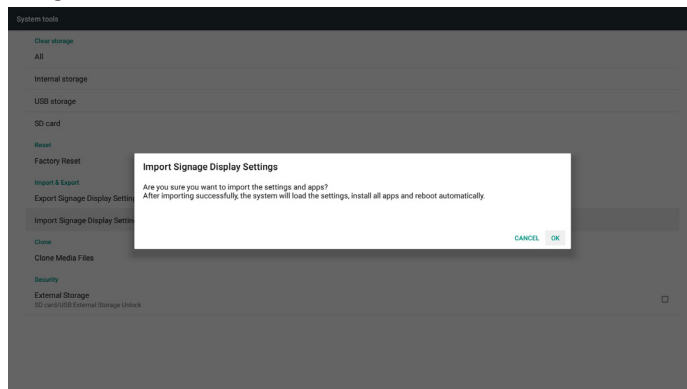 System tools
Clear storage
All
Internal storage
USB storage
SD card
Reset
Factory Reset
Import & Export
Export Signage Display Setting
Import Signage Display Settin
Clone
Clone Media Files
Security
External Storage
SD card/USB External Storage Unlock
Import Signage Display Settings
Are you sure you want to import the settings and apps?
After importing successfully, the system will load the settings, install all apps and reboot automatically.
CANCEL OK